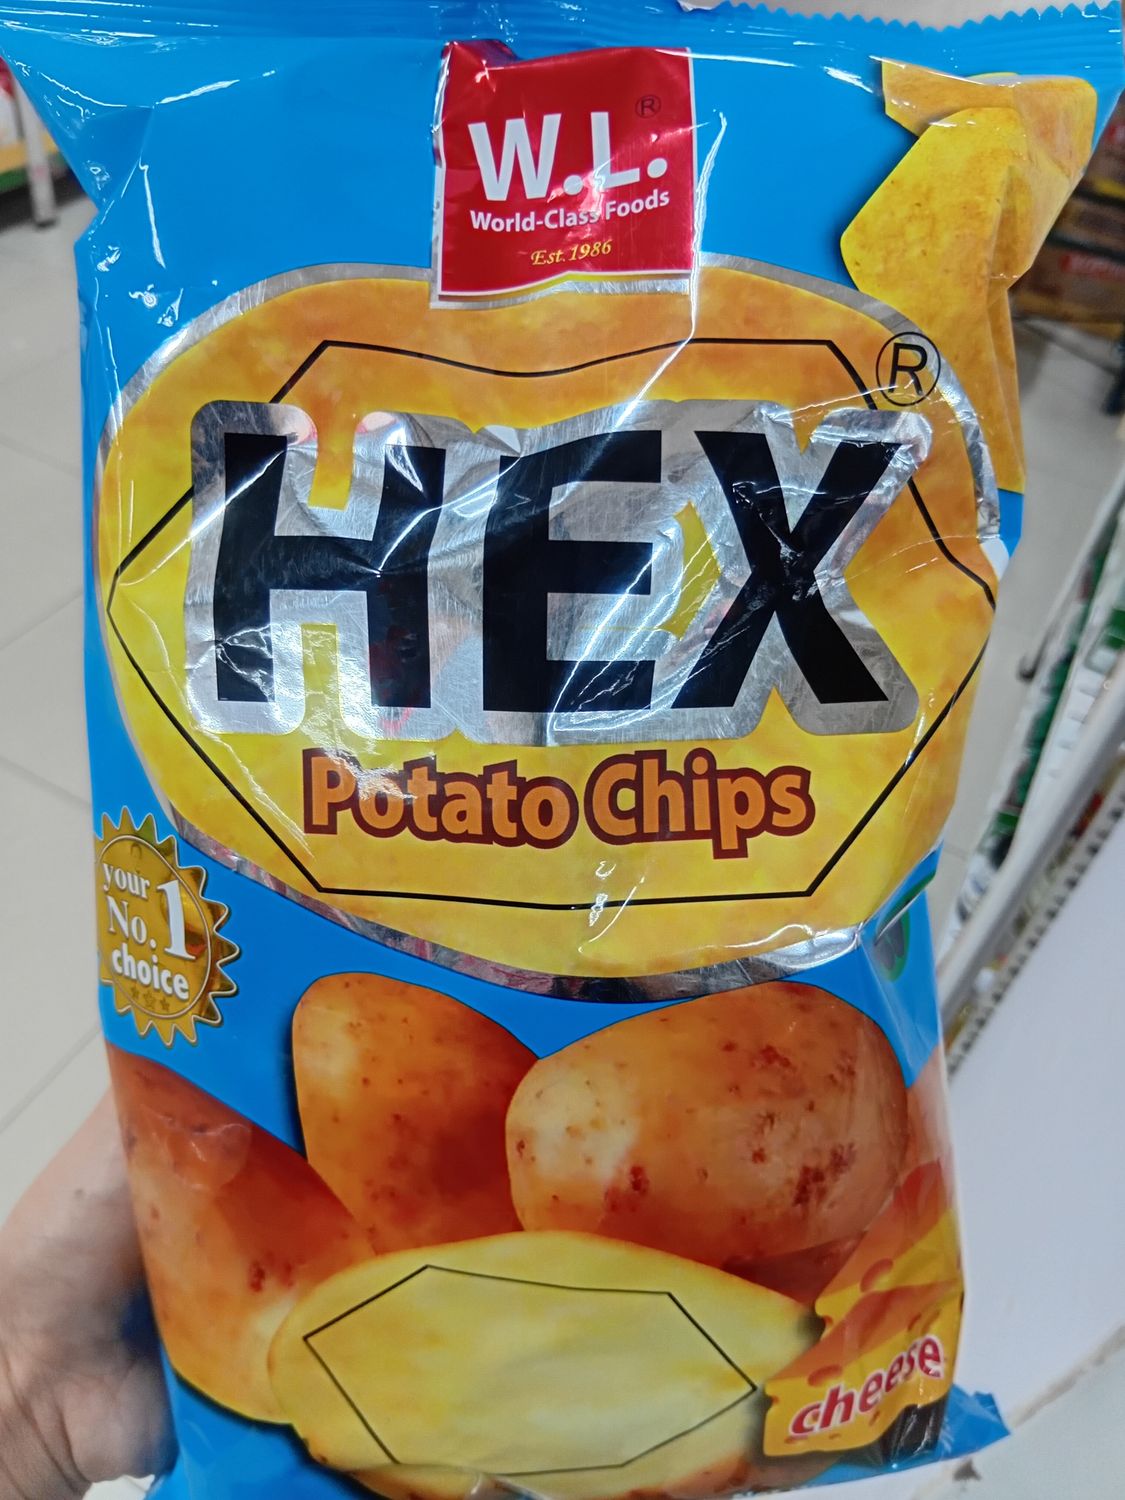 W.L.®
World-Class Foods
Est. 1986
HEX®
Potato Chips
your
No.1
choice
cheese